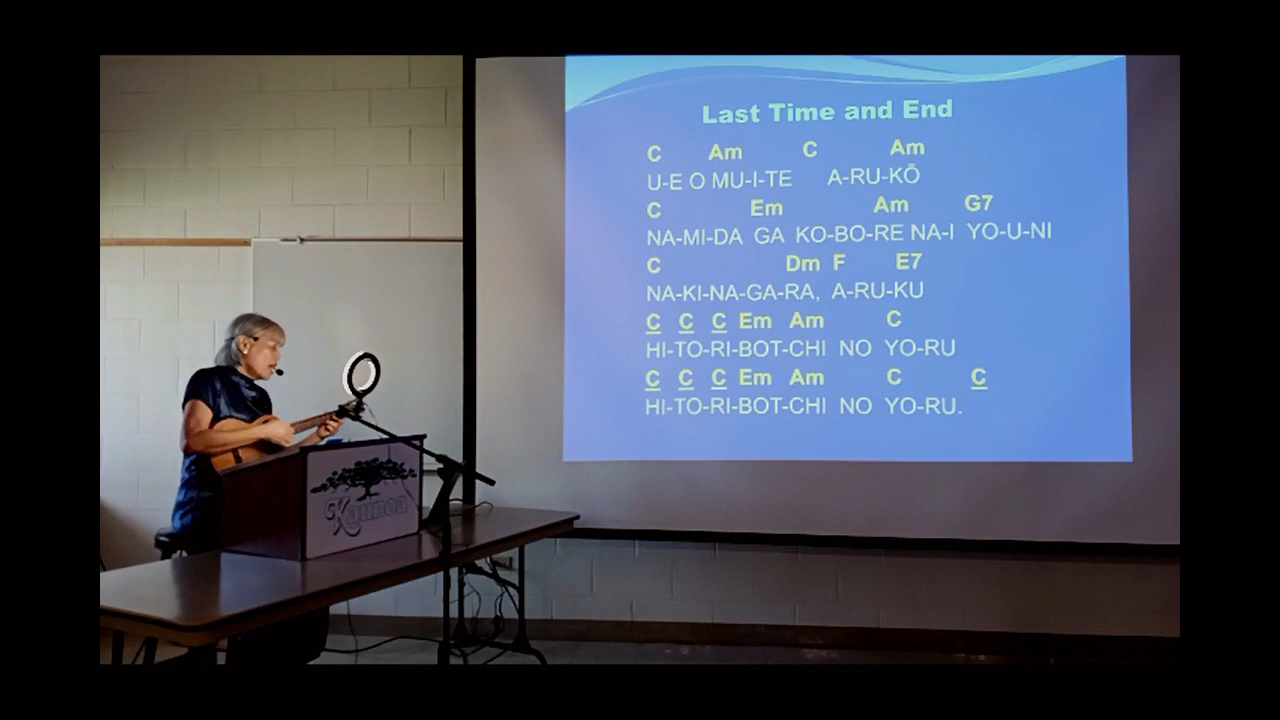 Last Time and End
C Am C Am
U-E O MU-I-TE A-RU-KŌ
C Em Am G7
NA-MI-DA GA KO-BO-RE NA-I YO-U-NI
C Dm F E7
NA-KI-NA-GA-RA, A-RU-KU
C C C Em Am C
HI-TO-RI-BOT-CHI NO YO-RU
C C C Em Am C C
HI-TO-RI-BOT-CHI NO YO-RU.
Kaunoa